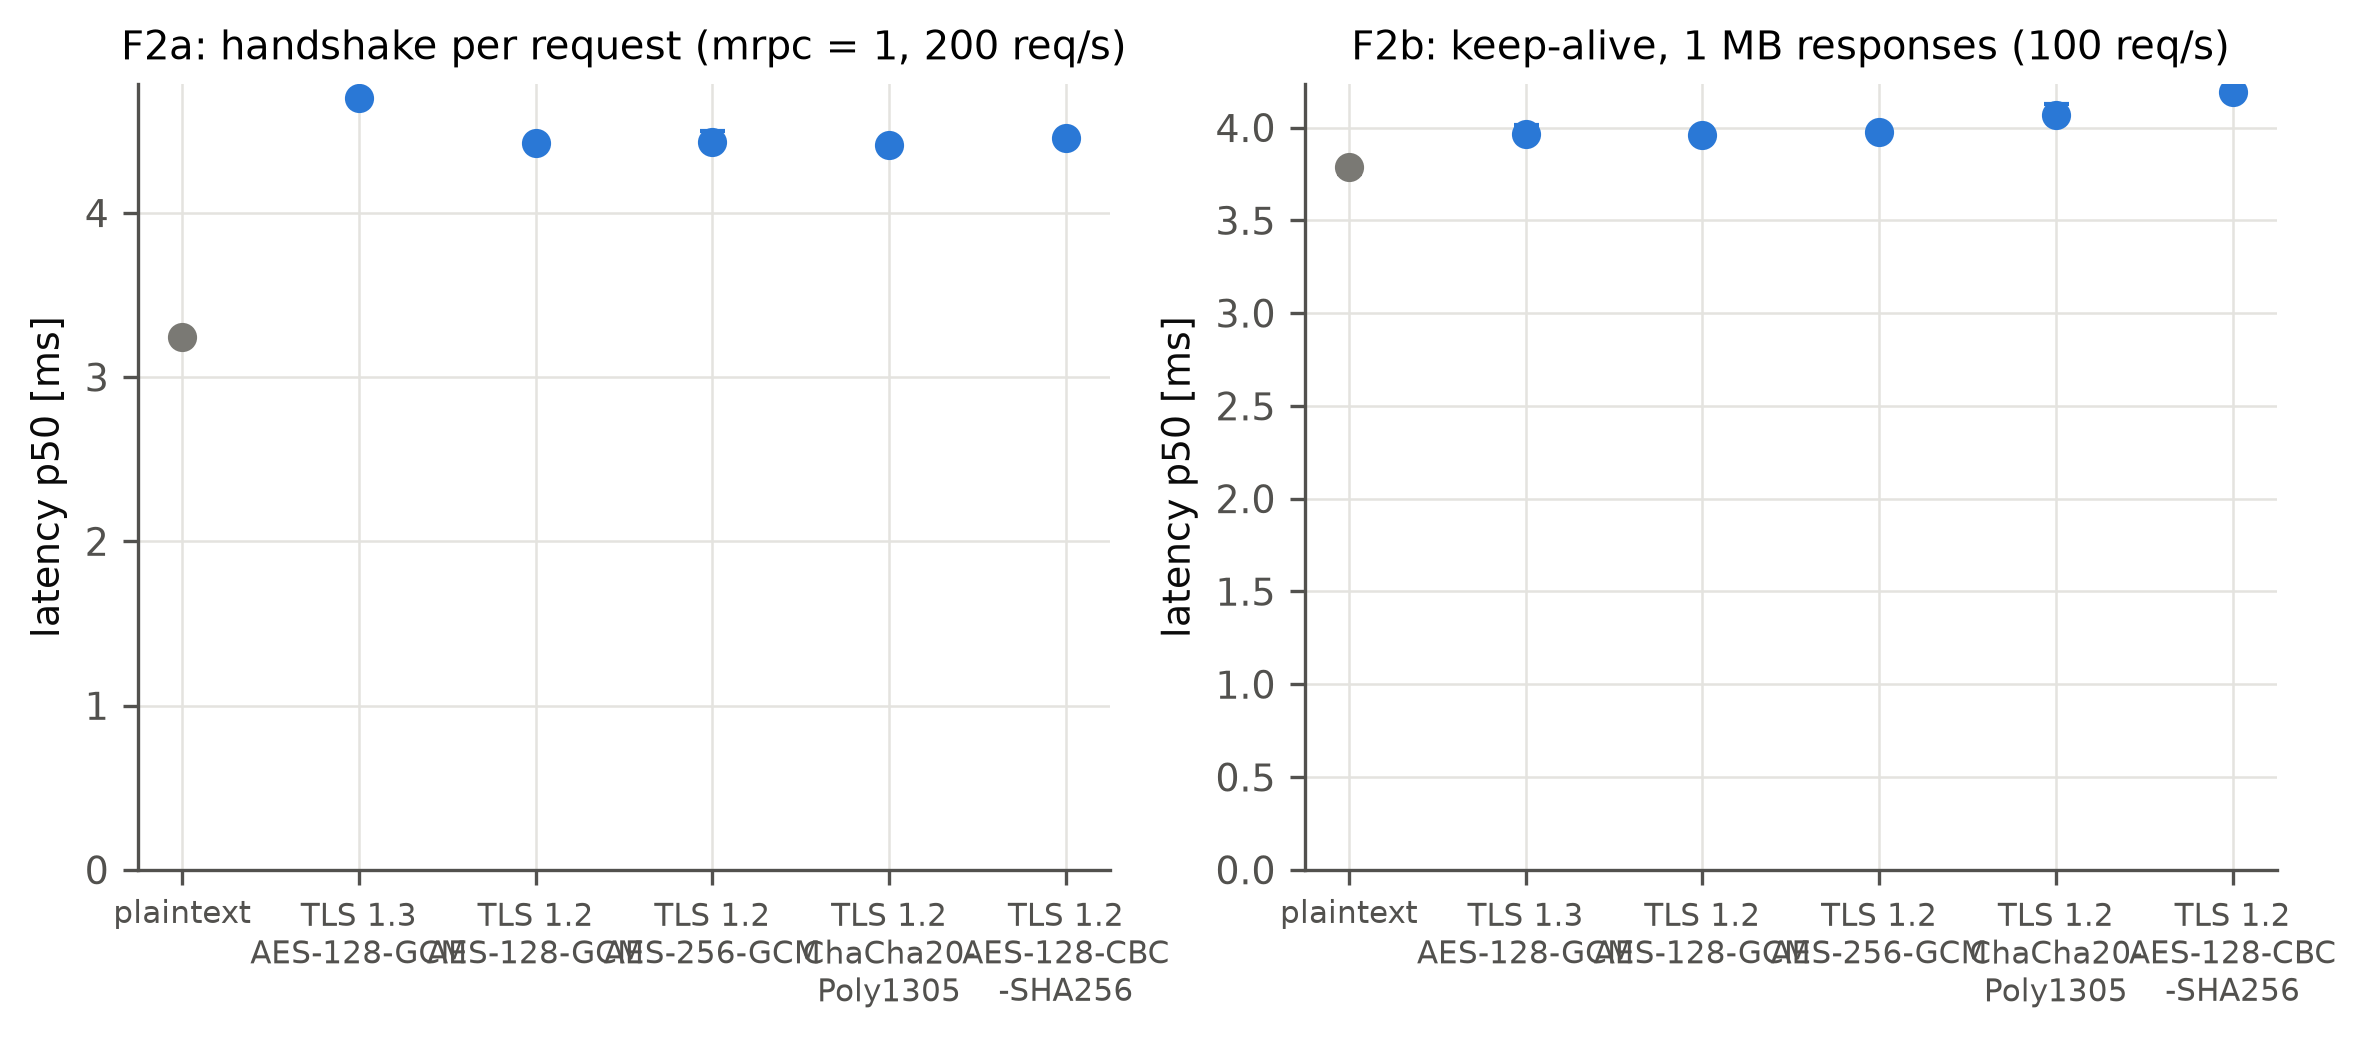 F2a: handshake per request (mrpc = 1, 200 req/s)
latency p50 [ms]
4
3
2
1
0
plaintext
TLS 1.3
AES-128-GCM
TLS 1.2
AES-128-GCM
TLS 1.2
AES-256-GCM
TLS 1.2
ChaCha20-
Poly1305
TLS 1.2
AES-128-CBC
-SHA256
F2b: keep-alive, 1 MB responses (100 req/s)
latency p50 [ms]
4.0
3.5
3.0
2.5
2.0
1.5
1.0
0.5
0.0
plaintext
TLS 1.3
AES-128-GCM
TLS 1.2
AES-128-GCM
TLS 1.2
AES-256-GCM
TLS 1.2
ChaCha20-
Poly1305
TLS 1.2
AES-128-CBC
-SHA256